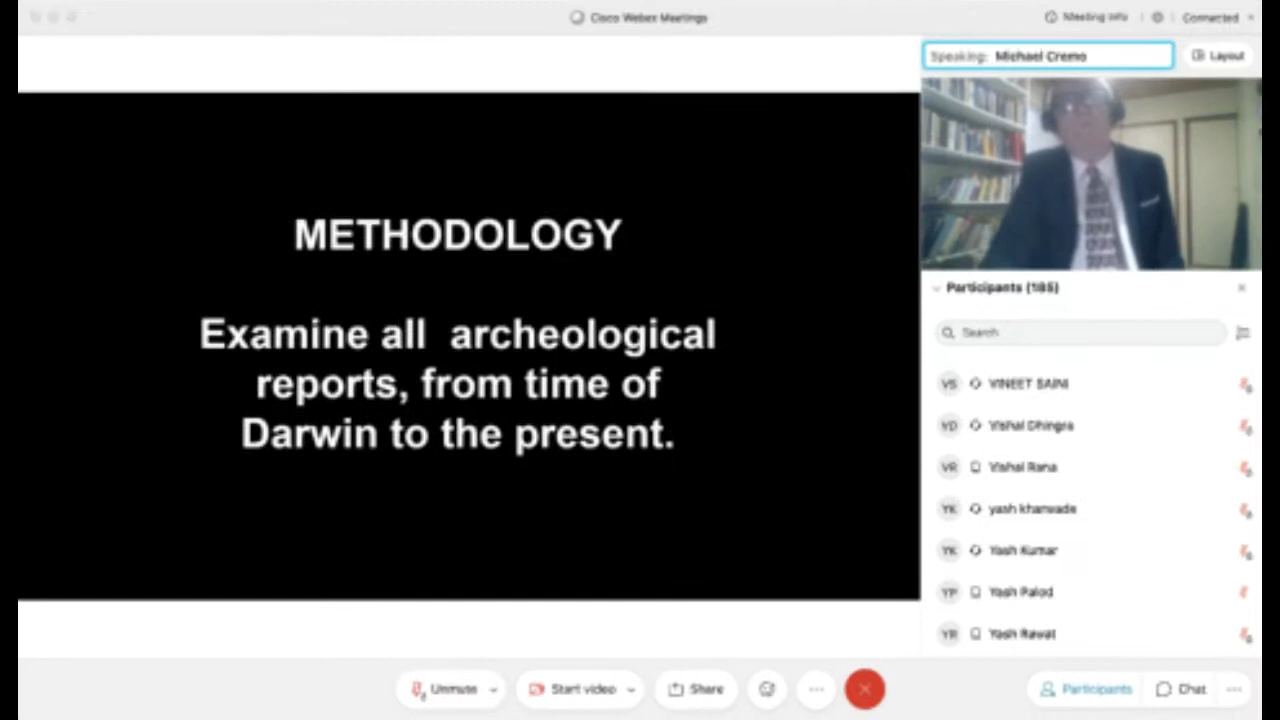 Cisco Webex Meetings
Meeting Info
Connected
Speaking: Michael Cremo
Layout
METHODOLOGY
Examine all archeological
reports, from time of
Darwin to the present.
Participants (185)
Search
VS VINEET SAINI
VD Vishal Dhingra
VR Vishal Rana
YK yash khanwade
YK Yash Kumar
YP Yash Palod
YR Yash Rawat
Unmute
Start video
Share
Participants
Chat